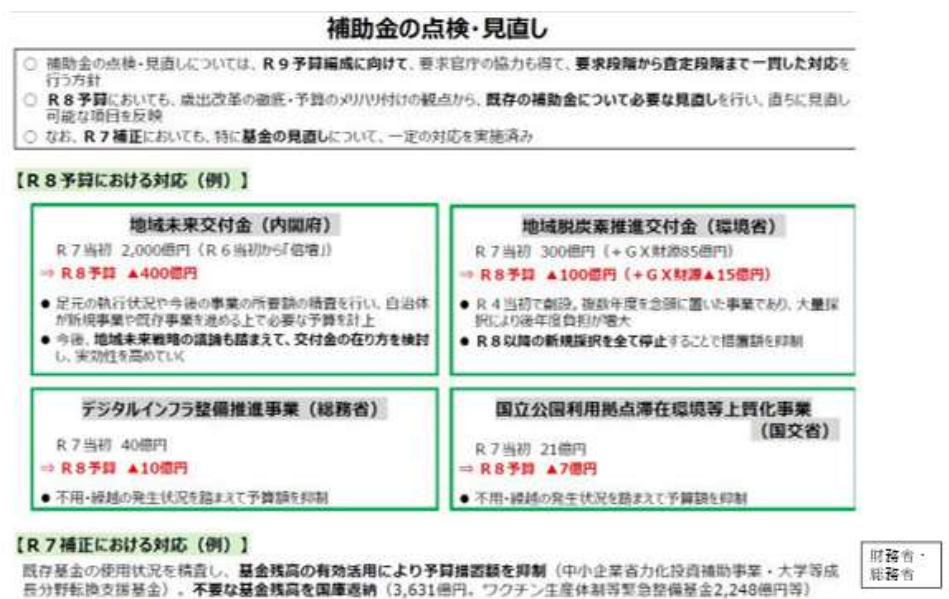 補助金の点検・見直し
○ 補助金の点検・見直しについては、R9予算編成に向けて、要求官庁の協力も得て、要求段階から査定段階まで一貫した対応を
行う方針
○ R8予算においても、歳出改革の徹底・予算のメリハリ付けの観点から、既存の補助金について必要な見直しを行い、直ちに見直し
可能な項目を反映
○ なお、R7補正においても、特に基金の見直しについて、一定の対応を実施済み
【R8予算における対応(例)】
地域未来交付金(内閣府)
R7当初 2,000億円(R6当初から「倍増」)
⇒ R8予算 ▲400億円
● 足元の執行状況や今後の事業の所要額の精査を行い、自治体
が新規事業や既存事業を進める上で必要な予算を計上
● 今後、地域未来戦略の議論も踏まえて、交付金の在り方を検討
し、実効性を高めていく
地域脱炭素推進交付金(環境省)
R7当初 300億円(+GX財源85億円)
⇒ R8予算 ▲100億円(+GX財源▲15億円)
● R4当初で創設。複数年度を念頭に置いた事業であり、大量採
択により後年度負担が増大
● R8以降の新規採択を全て停止することで措置額を抑制
デジタルインフラ整備推進事業(総務省)
R7当初 40億円
⇒ R8予算 ▲10億円
● 不用・繰越の発生状況を踏まえて予算額を抑制
国立公園利用拠点滞在環境等上質化事業
(国交省)
R7当初 21億円
⇒ R8予算 ▲7億円
● 不用・繰越の発生状況を踏まえて予算額を抑制
【R7補正における対応(例)】
既存基金の使用状況を精査し、基金残高の有効活用により予算措置額を抑制(中小企業省力化投資補助事業・大学等成
長分野転換支援基金)。不要な基金残高を国庫返納(3,631億円。ワクチン生産体制等緊急整備基金2,248億円等)
財務省・
総務省